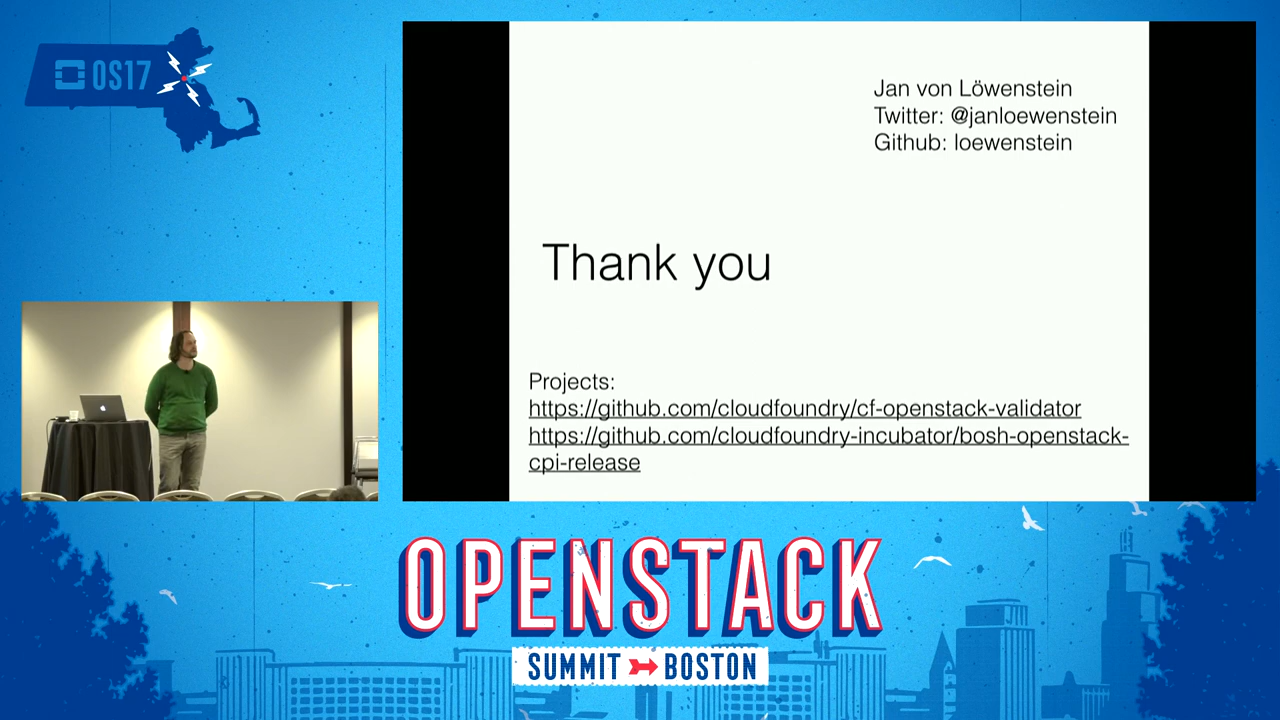 OS17
Jan von Löwenstein
Twitter: @janloewenstein
Github: loewenstein
Thank you
Projects:
https://github.com/cloudfoundry/cf-openstack-validator
https://github.com/cloudfoundry-incubator/bosh-openstack-
cpi-release
OPENSTACK
SUMMIT BOSTON